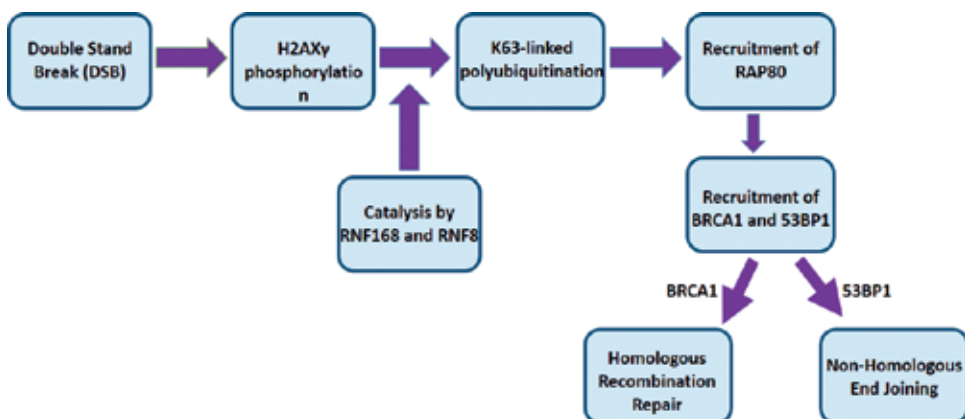 Double Stand
Break (DSB)
H2AXy
phosphorylatio
n
K63-linked
polyubiquitination
Recruitment of
RAP80
Catalysis by
RNF168 and RNF8
Recruitment of
BRCA1 and 53BP1
BRCA1
53BP1
Homologous
Recombination
Repair
Non-Homologous
End Joining